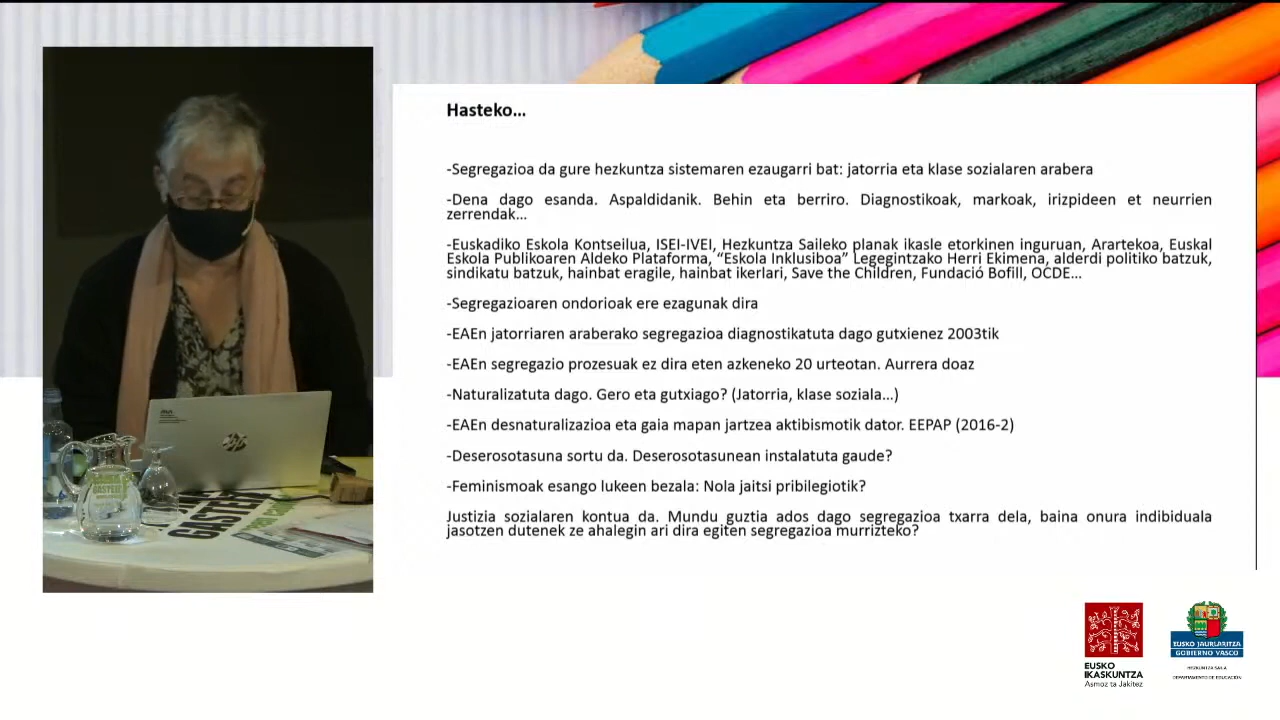 Hasteko...
-Segregazioa da gure hezkuntza sistemaren ezaugarri bat: jatorria eta klase sozialaren arabera
-Dena dago esanda. Aspaldidanik. Behin eta berriro. Diagnostikoak, markoak, irizpideen et neurrien
zerrendak...
-Euskadiko Eskola Kontseilua, ISEI-IVEI, Hezkuntza Saileko planak ikasle etorkinen inguruan, Arartekoa, Euskal
Eskola Publikoaren Aldeko Plataforma, “Eskola Inklusiboa” Legegintzako Herri Ekimena, alderdi politiko batzuk,
sindikatu batzuk, hainbat eragile, hainbat ikerlari, Save the Children, Fundació Bofill, OCDE...
-Segregazioaren ondorioak ere ezagunak dira
-EAEn jatorriaren araberako segregazioa diagnostikatuta dago gutxienez 2003tik
-EAEn segregazio prozesuak ez dira eten azkeneko 20 urteotan. Aurrera doaz
-Naturalizatuta dago. Gero eta gutxiago? (Jatorria, klase soziala...)
-EAEn desnaturalizazioa eta gaia mapan jartzea aktibismotik dator. EEPAP (2016-2)
-Deserosotasuna sortu da. Deserosotasunean instalatuta gaude?
-Feminismoak esango lukeen bezala: Nola jaitsi pribilegiotik?
Justizia sozialaren kontua da. Mundu guztia ados dago segregazioa txarra dela, baina onura indibiduala
jasotzen dutenek ze ahalegin ari dira egiten segregazioa murrizteko?
hp
GASTEIZ
EUSKO
IKASKUNTZA
Asmoz ta Jakitez
EUSKO JAURLARITZA
GOBIERNO VASCO
HEZKUNTZA SAILA
DEPARTAMENTO DE EDUCACIÓN